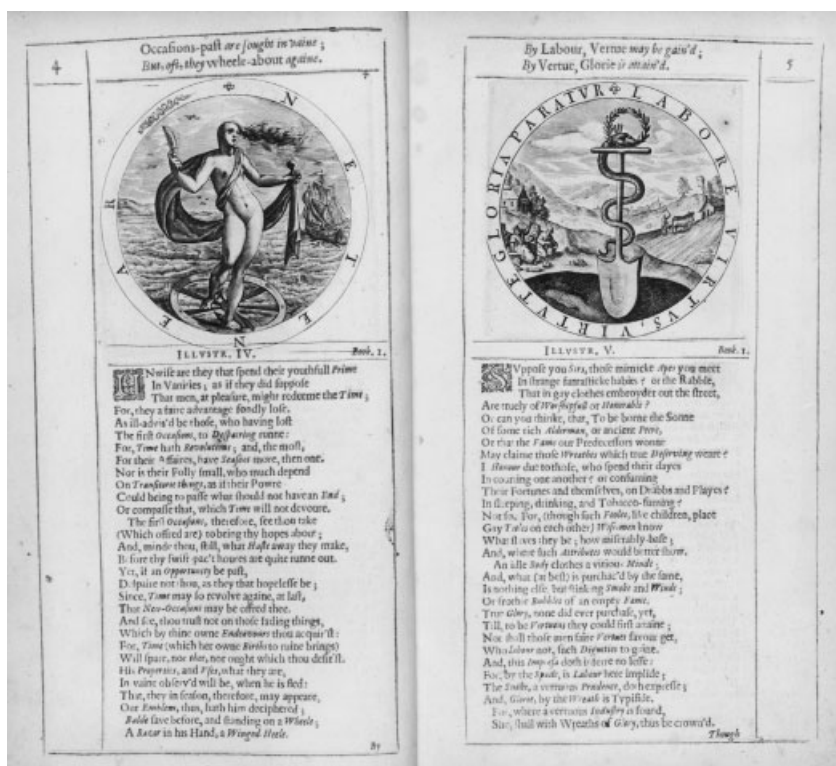 4
Occasions-past are sought in vaine;
But, oft, they wheele-about againe.
NE TENEAR
ILLVSTR. IV. Book. 1.
VNwise are they that spend their youthfull Prime
In Vanities; as if they did suppose
That men, at pleasure, might redeeme the Time;
For, they a faire advantage fondly lose.
As ill-advis'd be those, who having lost
The first Occasions, to Despairing runne:
For, Time hath Revolutions; and, the most,
For their Affaires, have Seasons more, then one.
Nor is their Folly small, who much depend
On Transitorie things, as if their Powre
Could bring to passe what should not have an End;
Or compasse that, which Time will not devoure.
The first Occasions, therefore, see thou take
(Which offred are) to bring thy hopes about;
And, minde thou, still, what Haste away they make,
Before thy swift-pac't houres are quite runne out.
Yet, if an Opportunity be past,
Despaire not thou, as they that hopelesse be;
Since, Time may so revolve againe, at last,
That New-Occasions may be offred thee.
And see, thou trust not on those fading things,
Which by thine owne Endeavours thou acquir'st:
For, Time (which her owne Births to ruine brings)
Will spare, nor thee, nor ought which thou desir'st.
His Properties, and Vses, what they are,
In vaine observ'd will be, when he is fled:
That, they in season, therefore, may appeare,
Our Emblem, thus, hath him deciphered;
Balde save before, and standing on a Wheele;
A Razor in his Hand, a Winged Heele.
By
By Labour, Vertue may be gain'd;
By Vertue, Glorie is attain'd.
5
LABORE VIRTVS, VIRTVTE GLORIA PARATVR
ILLVSTR. V. Book. 1.
SVppose you Sirs, those mimicke Apes you meet
In strange fantasticke habits? or the Rabble,
That in gay clothes embroyder out the street,
Are truely of Worshipfull or Honorable?
Or can you thinke, that, To be borne the Sonne
Of some rich Alderman, or ancient Peere,
Or that the Fame our Predecessors wonne
May claime those Wreathes which true Deserving weare?
Is Honour due to those, who spend their dayes
In courting one another? or consuming
Their Fortunes and themselves, on Drabbs and Playes?
In sleeping, drinking, and Tobacco-fuming?
Not so. For, (though such Fooles, like children, place
Gay Titles on each other) Wise-men know
What slaves they be; how miserably-base;
And, where such Attributes would better show.
An idle Body clothes a vitious Minde;
And, what (at best) is purchac'd by the same,
Is nothing else, but stinking Smoke and Winde;
Or frothie Bubbles of an empty Fame.
True Glory, none did ever purchase, yet,
Till, to be Vertuous they could first attaine;
Nor shall those men faire Vertues favour get,
Who Labour not, such Dignities to gaine.
And, this Impresa doth inferre no lesse:
For, by the Spade, is Labour here implide;
The Snake, a vertuous Prudence, doth expresse;
And, Glorie, by the Wreath is Typifide.
For, where a vertuous Industry is found,
She, shall with Wreaths of Glory, thus be crown'd.
Though